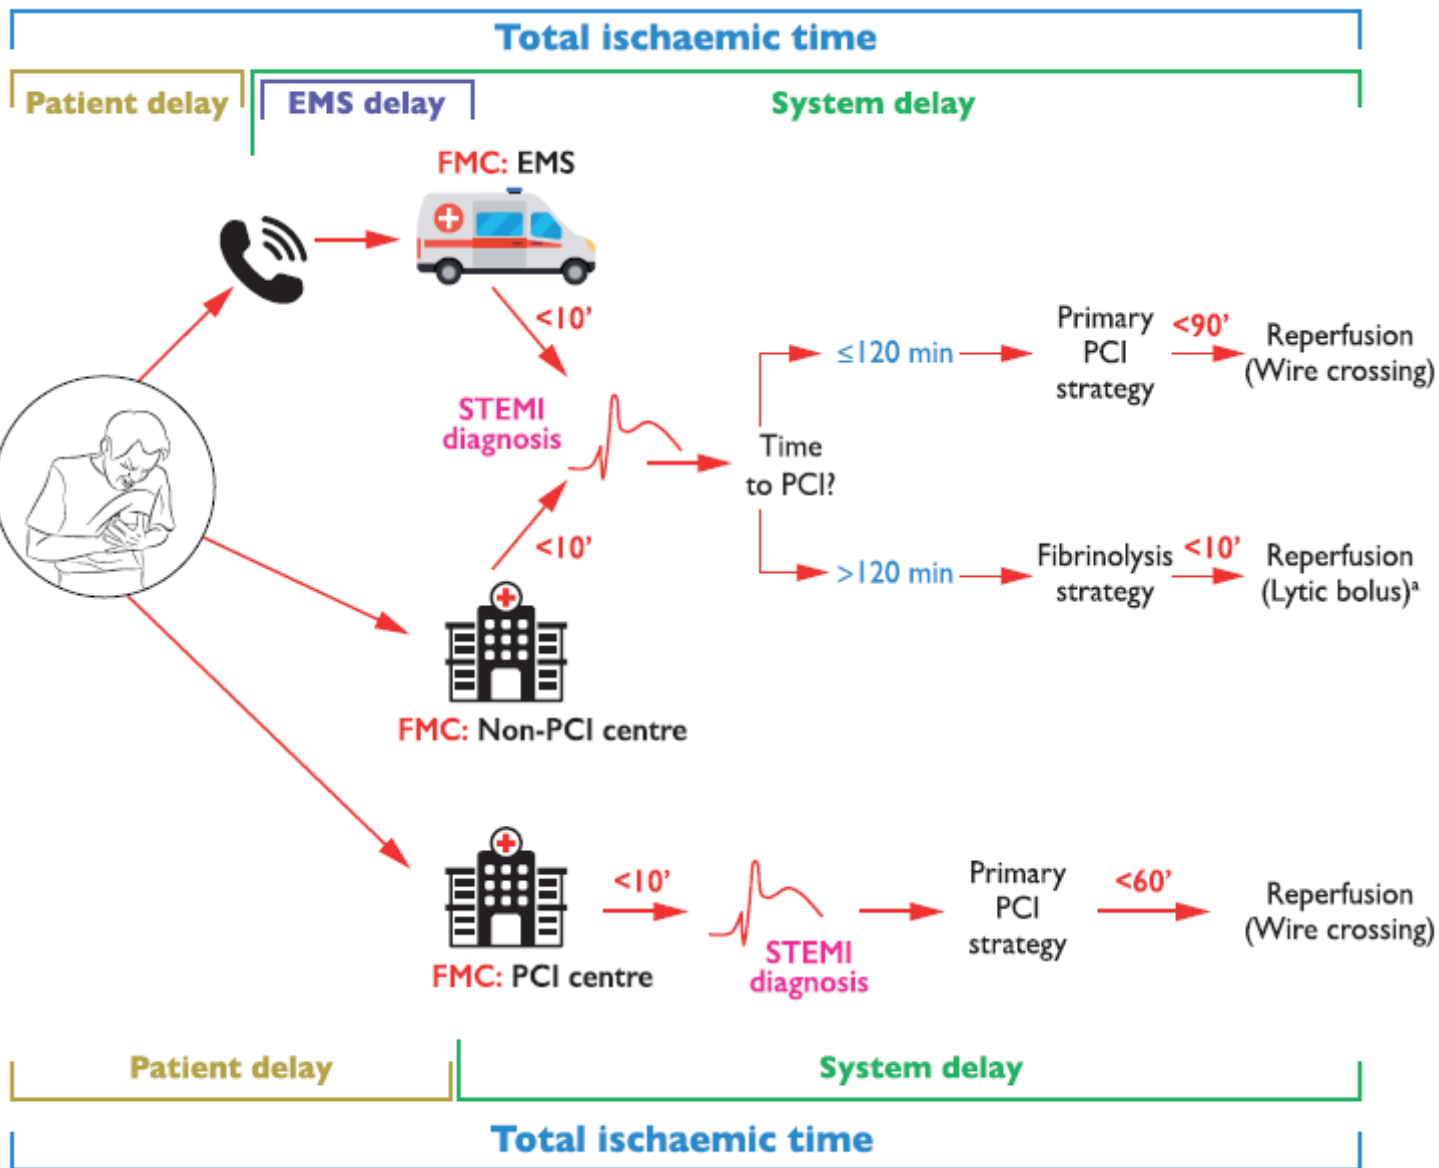 Total ischaemic time
Patient delay
EMS delay
System delay
FMC: EMS
<10’
STEMI
diagnosis
<10’
Time
to PCI?
≤120 min
Primary
PCI
strategy
<90’
Reperfusion
(Wire crossing)
>120 min
Fibrinolysis
strategy
<10’
Reperfusion
(Lytic bolus)ª
FMC: Non-PCI centre
FMC: PCI centre
<10’
STEMI
diagnosis
Primary
PCI
strategy
<60’
Reperfusion
(Wire crossing)
Patient delay
System delay
Total ischaemic time